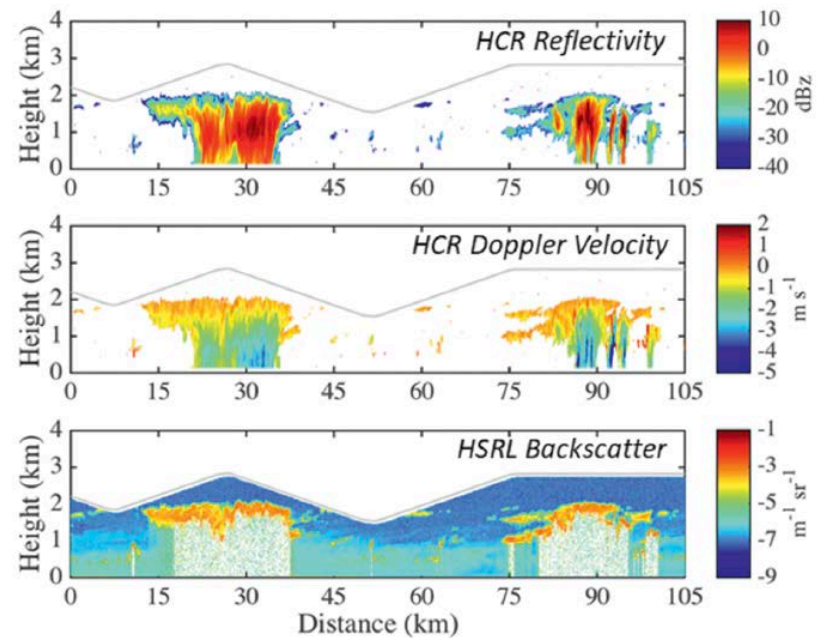 HCR Reflectivity
Height (km)
4
3
2
1
0
0 15 30 45 60 75 90 105
10
0
-10
-20
-30
-40
dBz
HCR Doppler Velocity
Height (km)
4
3
2
1
0
0 15 30 45 60 75 90 105
2
1
0
-1
-2
-3
-4
-5
m s⁻¹
HSRL Backscatter
Height (km)
4
3
2
1
0
0 15 30 45 60 75 90 105
Distance (km)
-1
-3
-5
-7
-9
m⁻¹ sr⁻¹